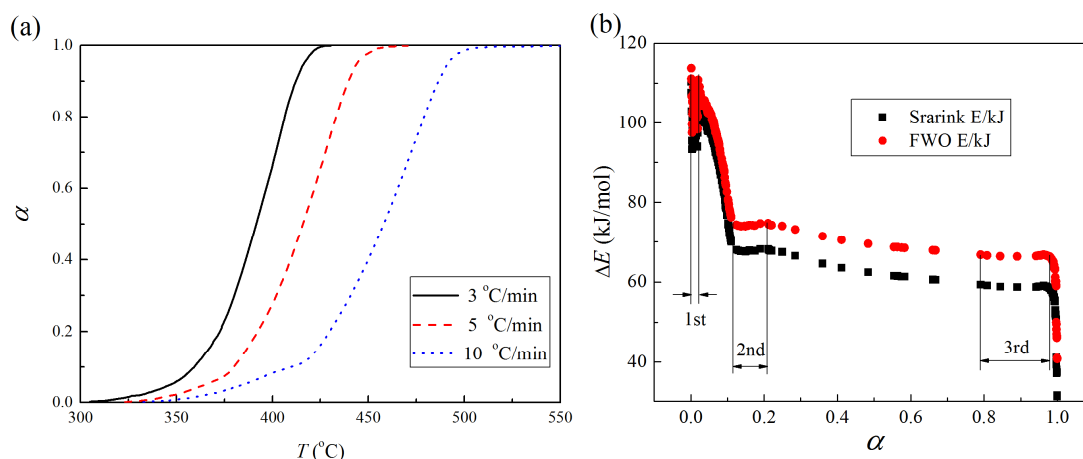 (a)
1.0
0.8
0.6
0.4
0.2
0.0
α
3 °C/min
5 °C/min
10 °C/min
300 350 400 450 500 550
T (°C)
(b)
120
100
80
60
40
ΔE (kJ/mol)
Srarink E/kJ
FWO E/kJ
1st
2nd
3rd
0.0 0.2 0.4 0.6 0.8 1.0
α